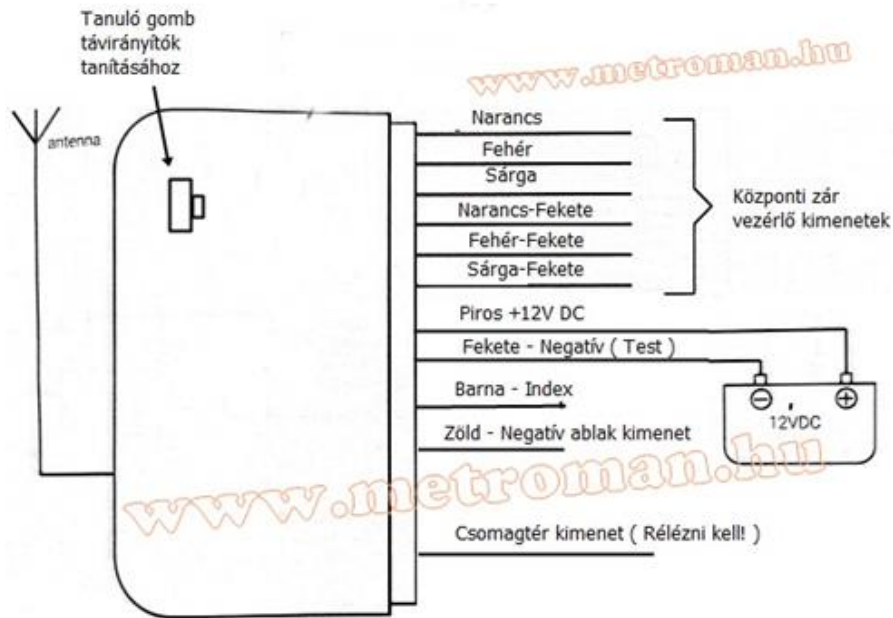 Tanuló gomb
távirányítók
tanításához
www.metroman.hu
antenna
Narancs
Fehér
Sárga
Narancs-Fekete
Fehér-Fekete
Sárga-Fekete
Központi zár
vezérlő kimenetek
Piros +12V DC
Fekete - Negatív ( Test )
Barna - Index
12VDC
Zöld - Negatív ablak kimenet
www.metroman.hu
Csomagtér kimenet ( Rélézni kell! )